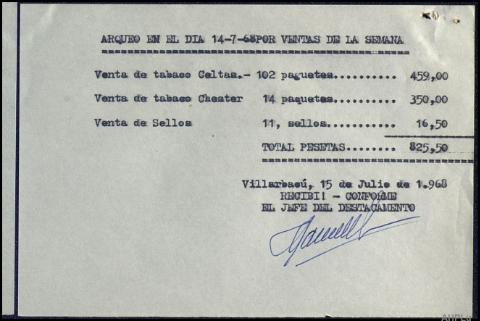 ARQUEO EN EL DIA 14-7-68 POR VENTAS DE LA SEMANA
Venta de tabaco Celtas.- 102 paquetes.......... 459,00
Venta de tabaco Chester 14 paquetes.......... 350,00
Venta de Sellos 11, sellos.......... 16,50
TOTAL PESETAS.......... 825,50
Villarbacú, 15 de Julio de 1.968
RECIBI! - CONFORME
EL JEFE DEL DESTACAMENTO